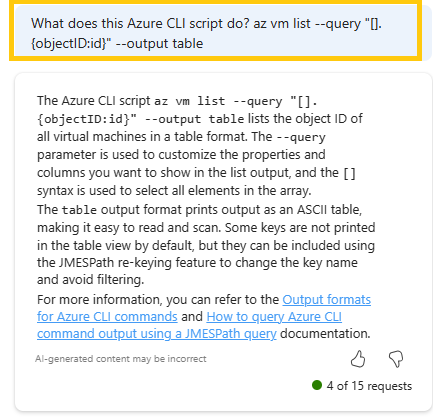 What does this Azure CLI script do? az vm list --query "[].
{objectID:id}" --output table
The Azure CLI script az vm list --query "[].
{objectID:id}" --output table lists the object ID of
all virtual machines in a table format. The --query
parameter is used to customize the properties and
columns you want to show in the list output, and the []
syntax is used to select all elements in the array.
The table output format prints output as an ASCII table,
making it easy to read and scan. Some keys are not printed
in the table view by default, but they can be included using
the JMESPath re-keying feature to change the key name
and avoid filtering.
For more information, you can refer to the Output formats
for Azure CLI commands and How to query Azure CLI
command output using a JMESPath query documentation.
AI-generated content may be incorrect
4 of 15 requests